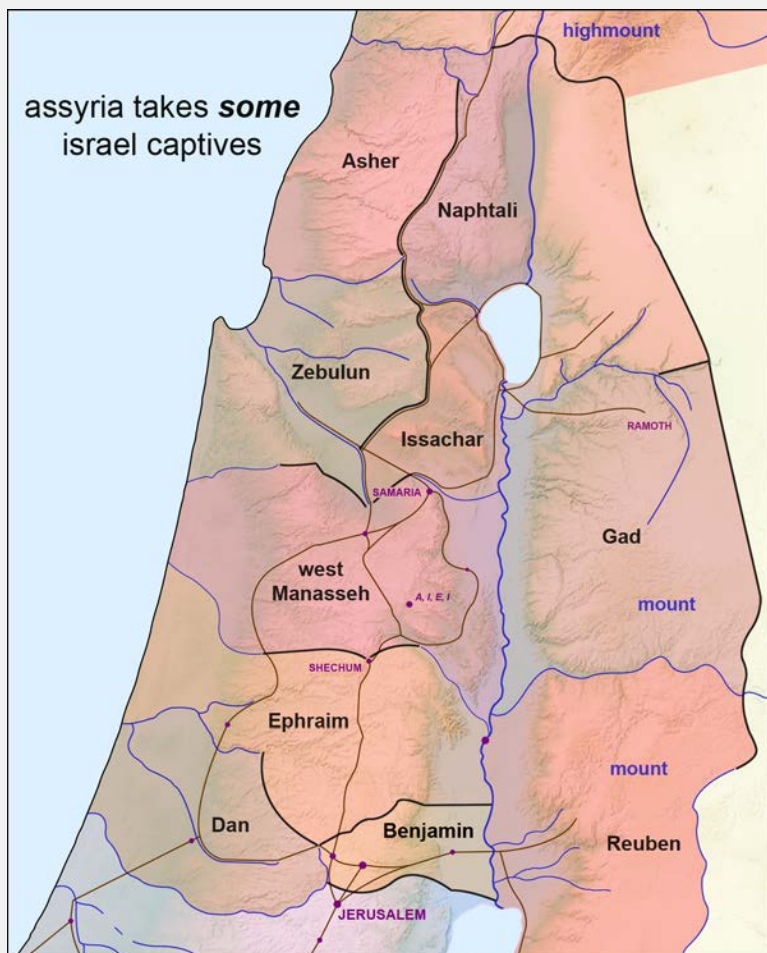 highmount
assyria takes some
israel captives
Asher
Naphtali
Zebulun
Issachar
RAMOTH
SAMARIA
Gad
west
Manasseh
A, I, E, I
mount
SHECHUM
Ephraim
mount
Dan
Benjamin
Reuben
JERUSALEM